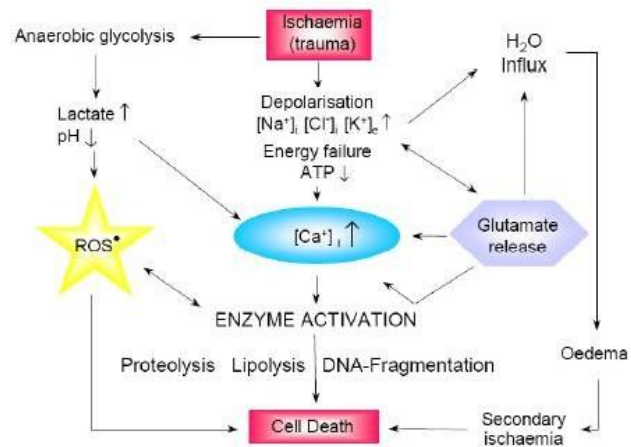 Ischaemia
(trauma)
Anaerobic glycolysis
H₂O
Influx
Lactate ↑
pH ↓
Depolarisation
[Na⁺]ᵢ [Cl⁻]ᵢ [K⁺]ₑ ↑
Energy failure
ATP ↓
ROS•
[Ca⁺]ᵢ ↑
Glutamate
release
ENZYME ACTIVATION
Proteolysis Lipolysis DNA-Fragmentation
Oedema
Cell Death
Secondary
ischaemia